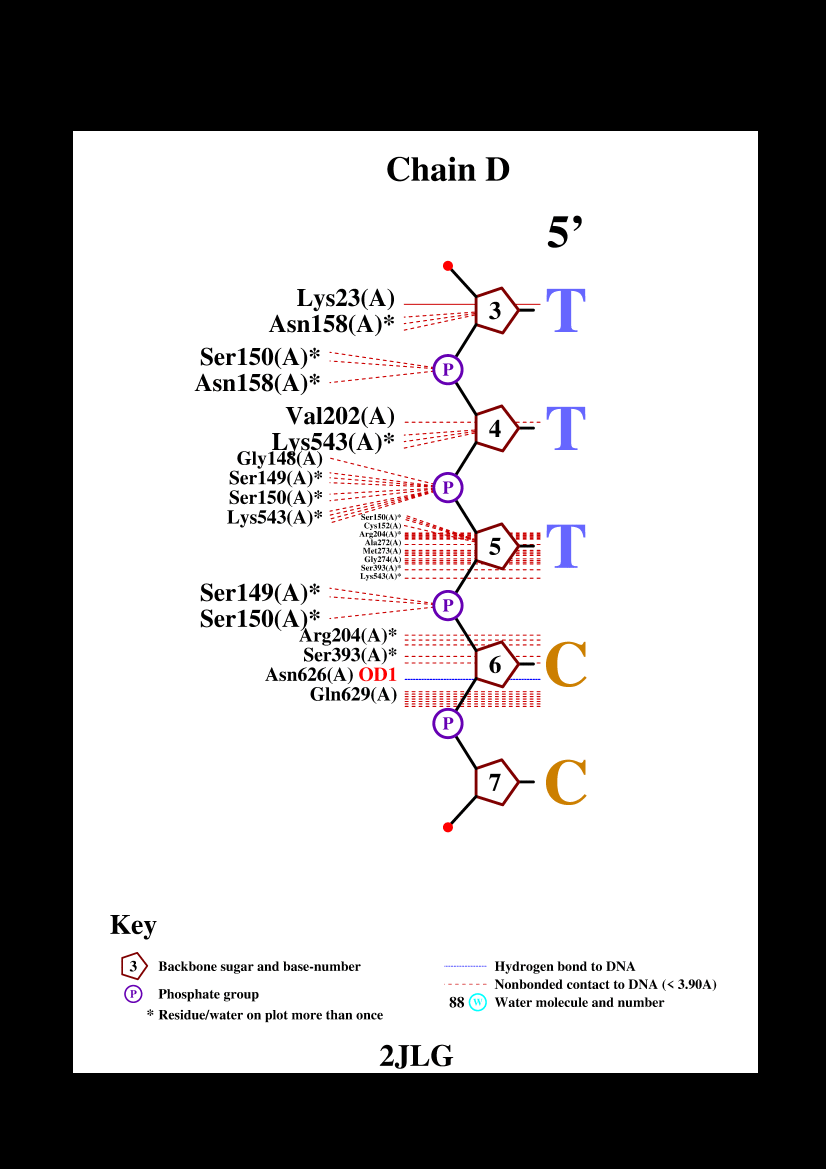 Chain D
5’
Lys23(A)
3
T
Asn158(A)*
Ser150(A)*
P
Asn158(A)*
Val202(A)
4
T
Lys543(A)*
Gly148(A)
Ser149(A)*
P
Ser150(A)*
Lys543(A)*
Ser150(A)*
Cys152(A)
Arg204(A)*
Ala272(A)
5
T
Met273(A)
Gly274(A)
Ser393(A)*
Lys543(A)*
Ser149(A)*
P
Ser150(A)*
Arg204(A)*
Ser393(A)*
6
C
Asn626(A) OD1
Gln629(A)
P
7
C
Key
3 Backbone sugar and base-number
P Phosphate group
* Residue/water on plot more than once
Hydrogen bond to DNA
Nonbonded contact to DNA (< 3.90A)
88 W Water molecule and number
2JLG